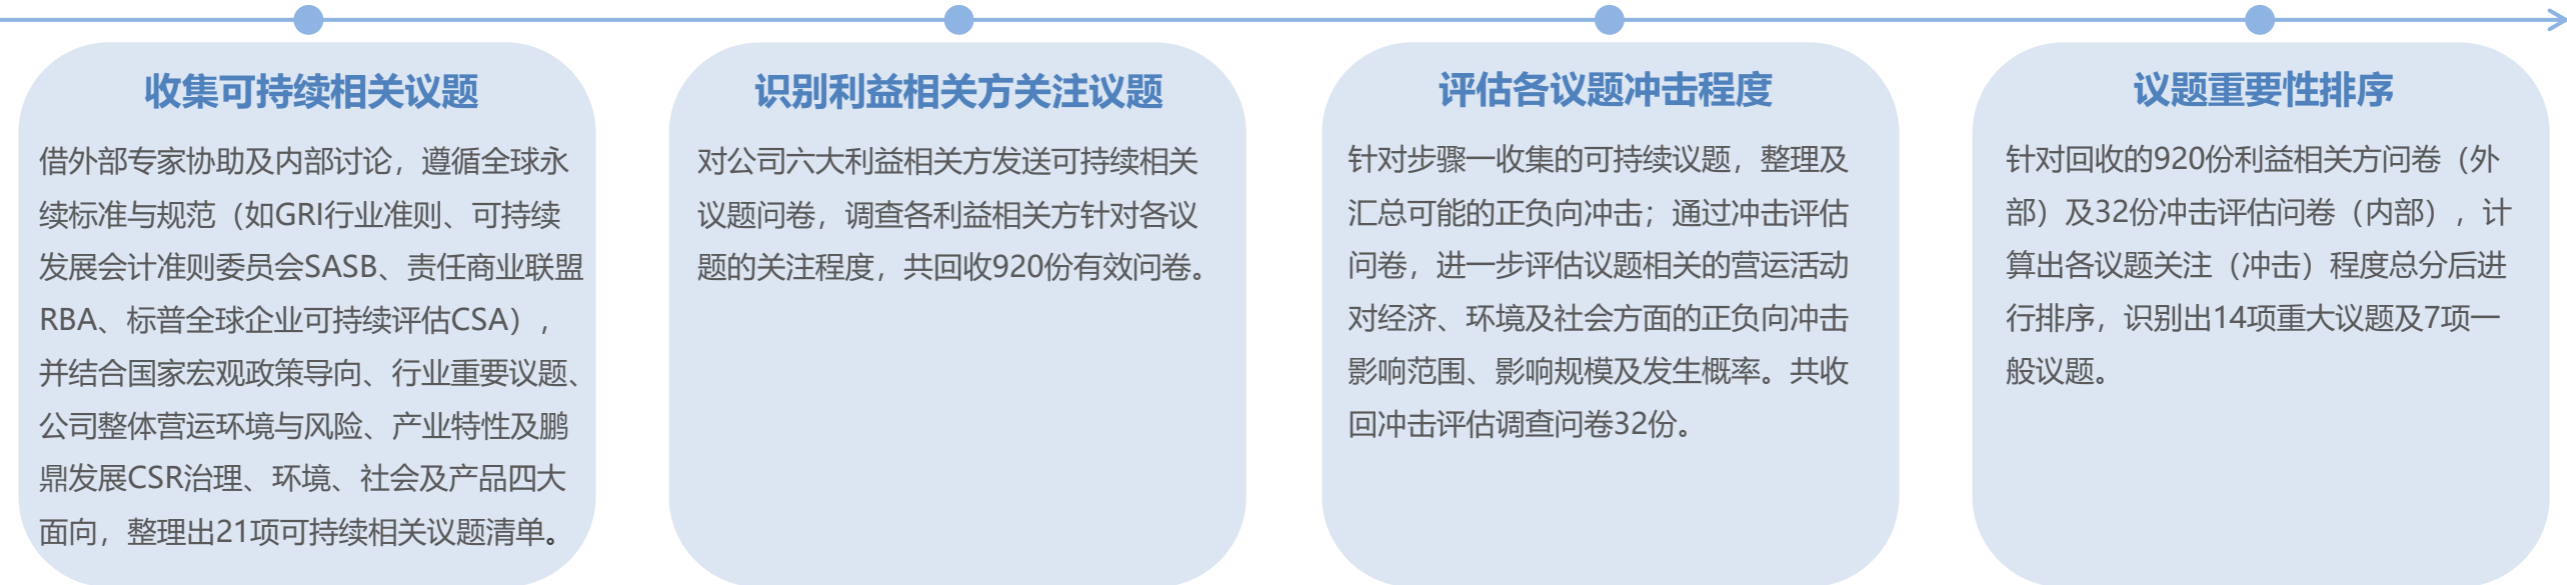 收集可持续相关议题
借外部专家协助及内部讨论，遵循全球永
续标准与规范（如GRI行业准则、可持续
发展会计准则委员会SASB、责任商业联盟
RBA、标普全球企业可持续评估CSA），
并结合国家宏观政策导向、行业重要议题、
公司整体营运环境与风险、产业特性及鹏
鼎发展CSR治理、环境、社会及产品四大
面向，整理出21项可持续相关议题清单。
识别利益相关方关注议题
对公司六大利益相关方发送可持续相关
议题问卷，调查各利益相关方针对各议
题的关注程度，共回收920份有效问卷。
评估各议题冲击程度
针对步骤一收集的可持续议题，整理及
汇总可能的正负向冲击；通过冲击评估
问卷，进一步评估议题相关的营运活动
对经济、环境及社会方面的正负向冲击
影响范围、影响规模及发生概率。共收
回冲击评估调查问卷32份。
议题重要性排序
针对回收的920份利益相关方问卷（外
部）及32份冲击评估问卷（内部），计
算出各议题关注（冲击）程度总分后进
行排序，识别出14项重大议题及7项一
般议题。